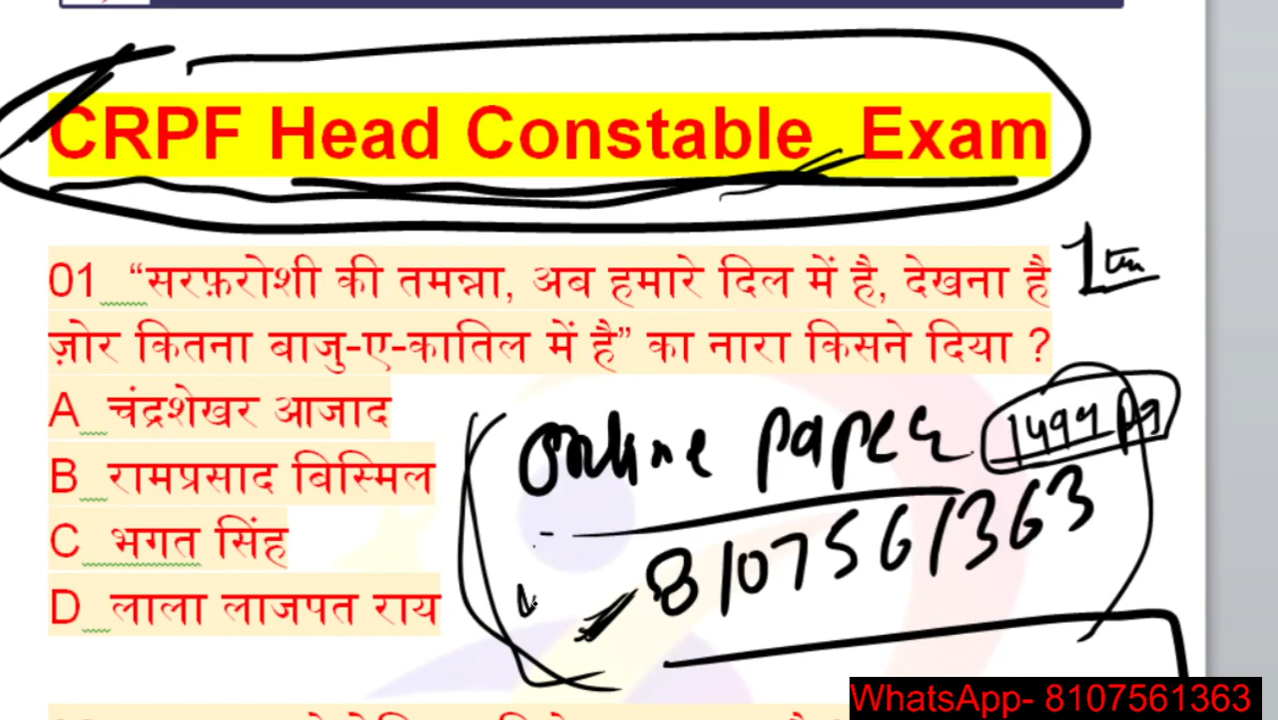 CRPF Head Constable Exam
01 “सरफ़रोशी की तमन्ना, अब हमारे दिल में है, देखना है
ज़ोर कितना बाजु-ए-कातिल में है” का नारा किसने दिया ?
A चंद्रशेखर आजाद
B रामप्रसाद बिस्मिल
C भगत सिंह
D लाला लाजपत राय
online paper
8107561363
WhatsApp- 8107561363